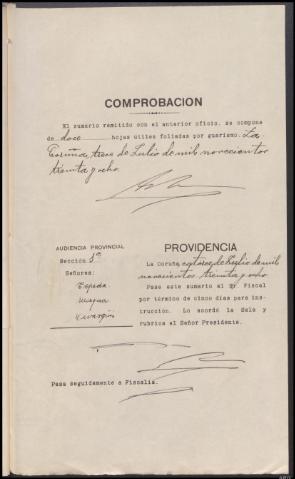 COMPROBACION
El sumario remitido con el anterior oficio, se compone
de doce hojas útiles foliadas por guarismo. La
Coruña, trece de Julio de mil novecientos
treinta y ocho.
AUDIENCIA PROVINCIAL
Sección 3ª
Señores:
Tejeda
PROVIDENCIA
La Coruña catorce de Julio de mil
novecientos treinta y ocho
Pase este sumario al Sr. Fiscal
por término de cinco días para ins-
trucción. Lo acordó la Sala y
rubrica el Señor Presidente.
Pasa seguidamente a Fiscalía.